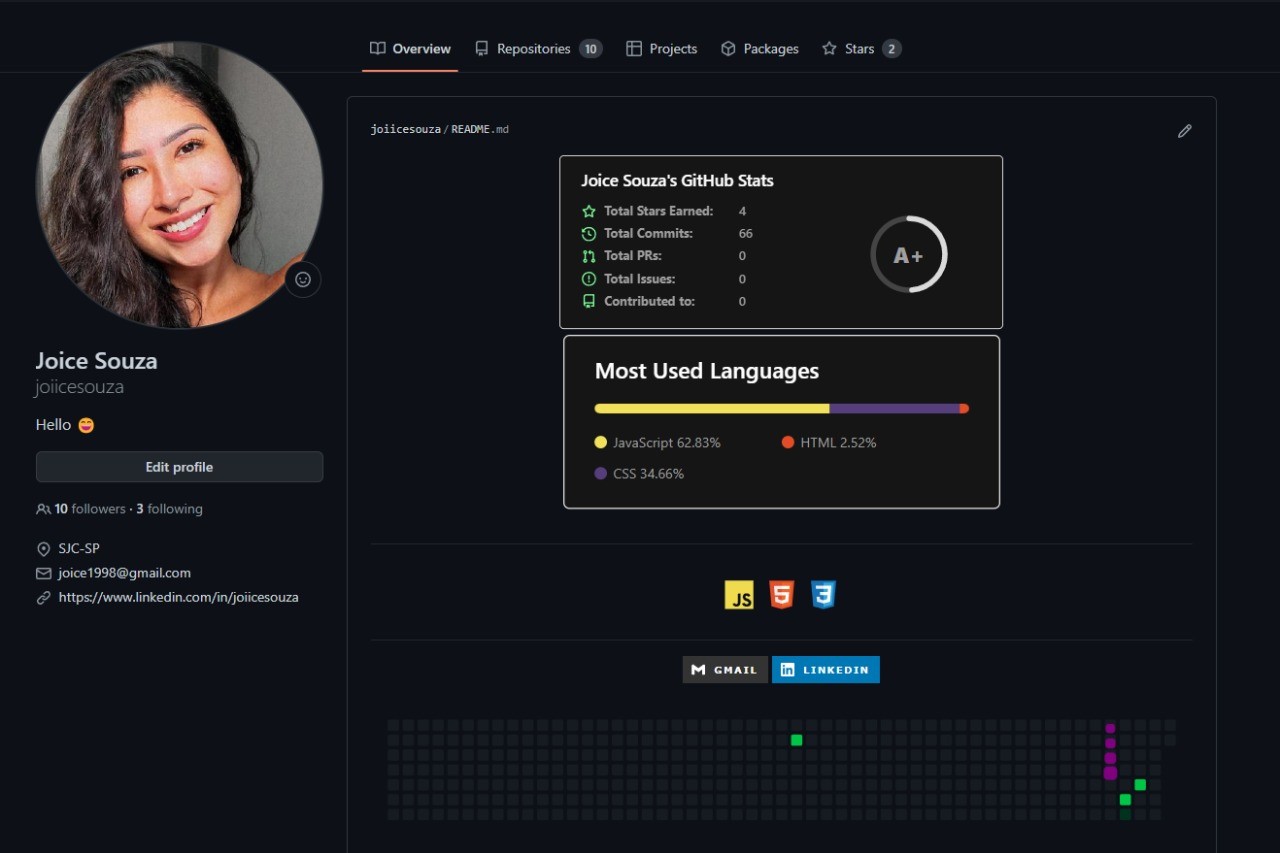 Overview Repositories 10 Projects Packages Stars 2
joiicesouza / README.md
Joice Souza's GitHub Stats
Total Stars Earned: 4
Total Commits: 66
Total PRs: 0
Total Issues: 0
Contributed to: 0
A+
Most Used Languages
JavaScript 62.83% HTML 2.52%
CSS 34.66%
JS 5 3
GMAIL LINKEDIN
Joice Souza
joiicesouza
Hello 😄
Edit profile
10 followers · 3 following
SJC-SP
joice1998@gmail.com
https://www.linkedin.com/in/joiicesouza